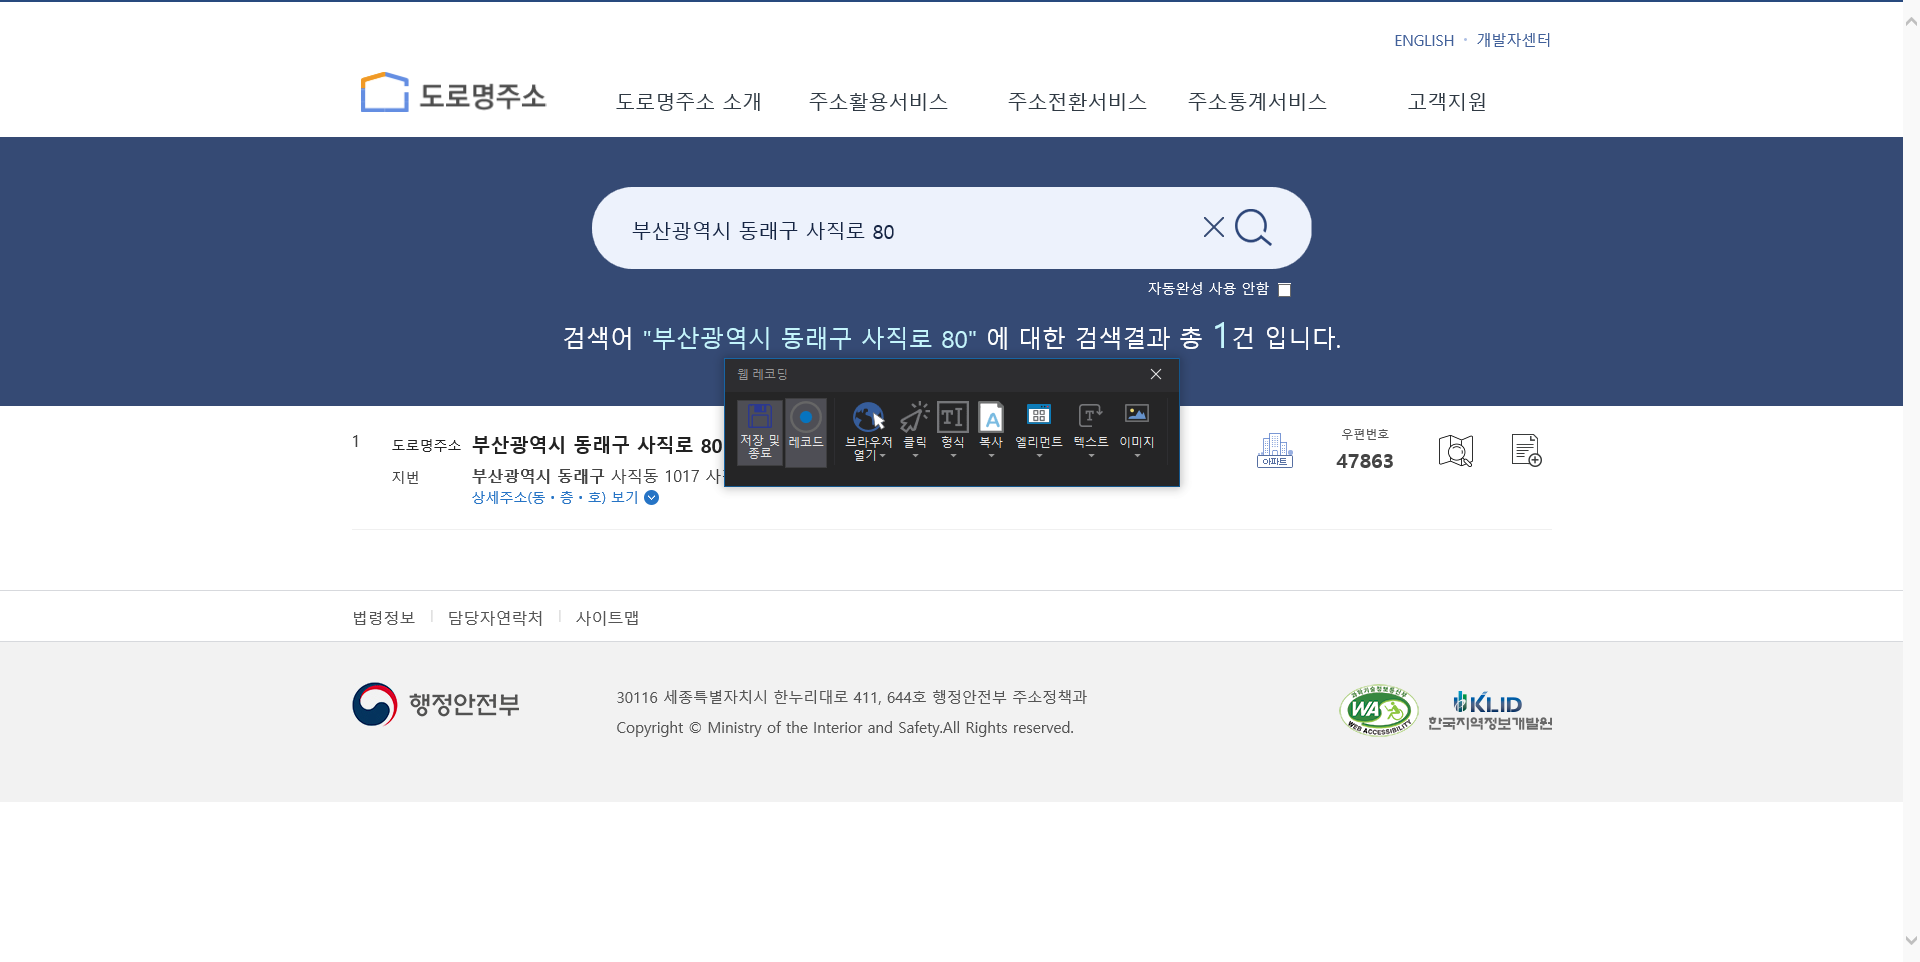 ENGLISH 개발자센터
도로명주소
도로명주소 소개 주소활용서비스 주소전환서비스 주소통계서비스 고객지원
부산광역시 동래구 사직로 80
자동완성 사용 안함
검색어 "부산광역시 동래구 사직로 80" 에 대한 검색결과 총 1건 입니다.
웹 레코딩
저장 및
종료
레코드
브라우저
열기
클릭
형식
복사
엘리먼트
텍스트
이미지
1
도로명주소 부산광역시 동래구 사직로 80
지번 부산광역시 동래구 사직동 1017
상세주소(동・층・호) 보기
아파트
우편번호
47863
법령정보 담당자연락처 사이트맵
행정안전부
30116 세종특별자치시 한누리대로 411, 644호 행정안전부 주소정책과
Copyright © Ministry of the Interior and Safety.All Rights reserved.
과학기술정보통신부
WA
WEB ACCESSIBILITY
KLID
한국지역정보개발원